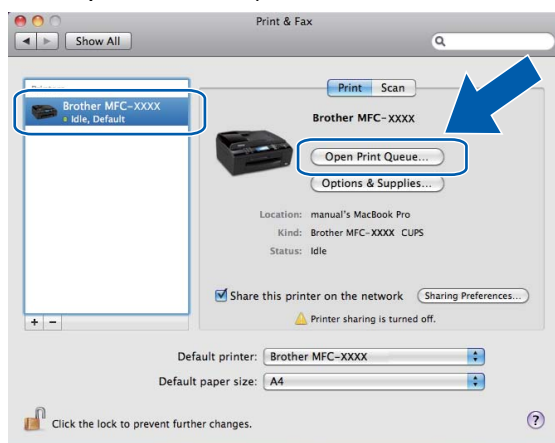 Print & Fax
Show All
Print Scan
Brother MFC-XXXX
Idle, Default
Brother MFC-XXXX
Open Print Queue...
Options & Supplies...
Location: manual's MacBook Pro
Kind: Brother MFC-XXXX CUPS
Status: Idle
Share this printer on the network Sharing Preferences...
Printer sharing is turned off.
+ −
Default printer: Brother MFC-XXXX
Default paper size: A4
Click the lock to prevent further changes. ?